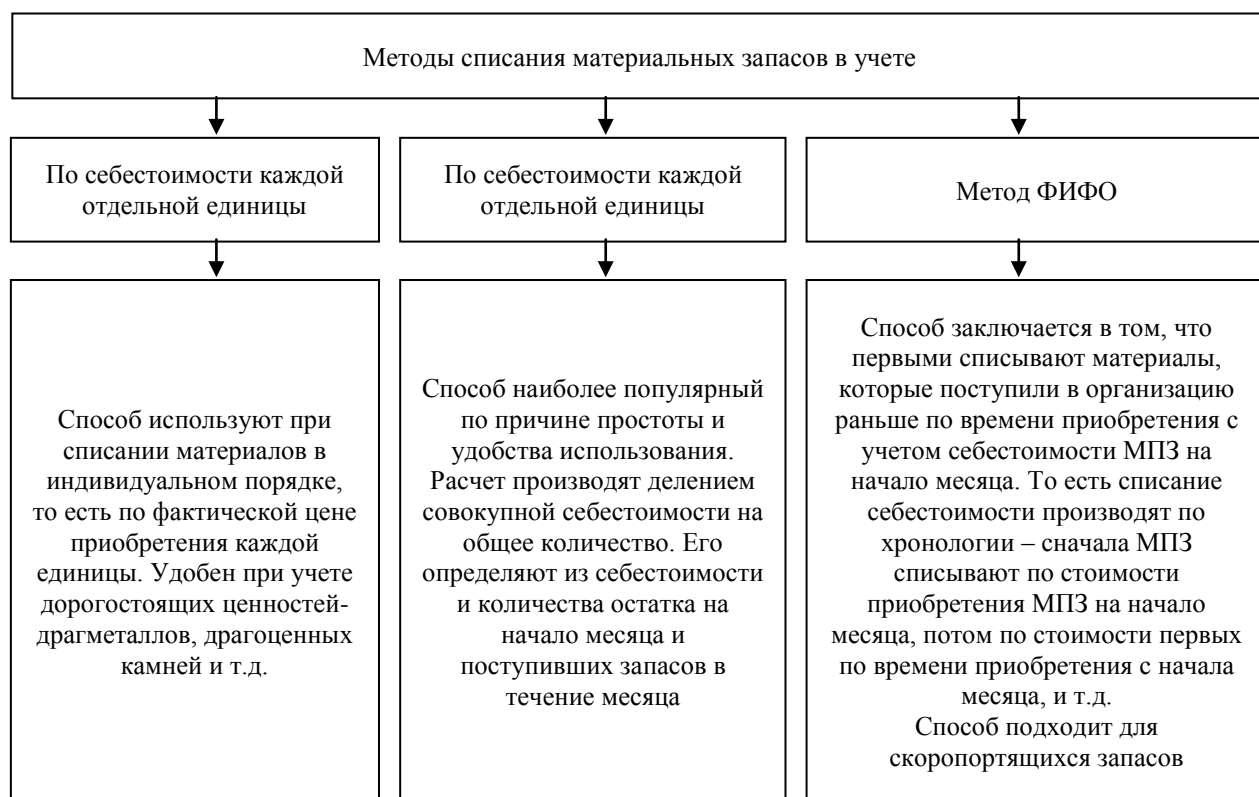 Методы списания материальных запасов в учете
По себестоимости каждой
отдельной единицы
По себестоимости каждой
отдельной единицы
Метод ФИФО
Способ используют при
списании материалов в
индивидуальном порядке,
то есть по фактической цене
приобретения каждой
единицы. Удобен при учете
дорогостоящих ценностей-
драгметаллов, драгоценных
камней и т.д.
Способ наиболее популярный
по причине простоты и
удобства использования.
Расчет производят делением
совокупной себестоимости на
общее количество. Его
определяют из себестоимости
и количества остатка на
начало месяца и
поступивших запасов в
течение месяца
Способ заключается в том, что
первыми списывают материалы,
которые поступили в организацию
раньше по времени приобретения с
учетом себестоимости МПЗ на
начало месяца. То есть списание
себестоимости производят по
хронологии – сначала МПЗ
списывают по стоимости
приобретения МПЗ на начало
месяца, потом по стоимости первых
по времени приобретения с начала
месяца, и т.д.
Способ подходит для
скоропортящихся запасов